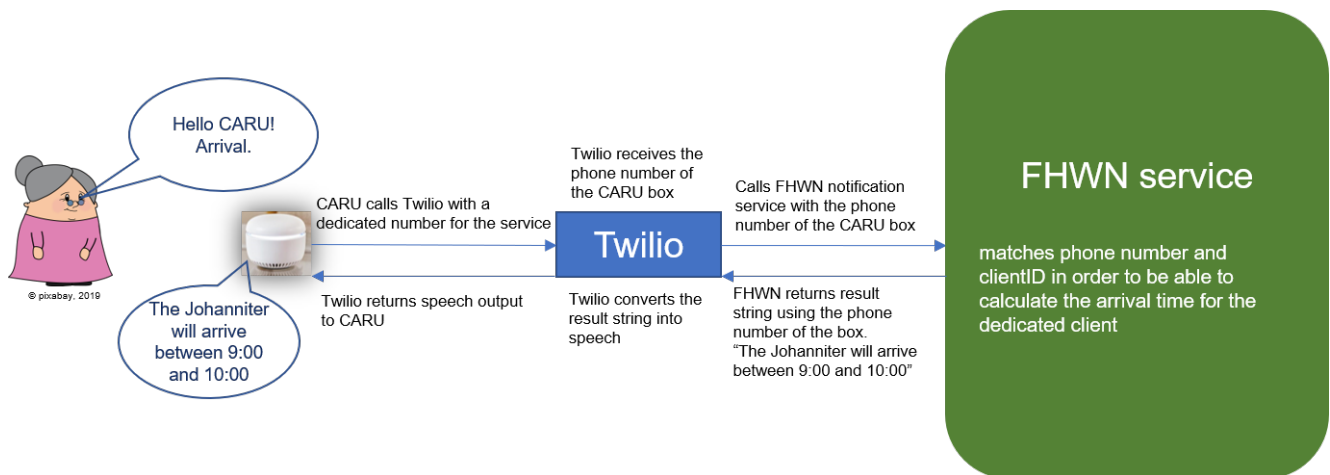 Hello CARU!
Arrival.
© pixabay, 2019
The Johanniter
will arrive
between 9:00
and 10:00
CARU calls Twilio with a
dedicated number for the service
Twilio returns speech output
to CARU
Twilio receives the
phone number of
the CARU box
Twilio
Twilio converts the
result string into
speech
Calls FHWN notification
service with the phone
number of the CARU box
FHWN returns result
string using the phone
number of the box.
“The Johanniter will arrive
between 9:00 and 10:00”
FHWN service
matches phone number and
clientID in order to be able to
calculate the arrival time for the
dedicated client